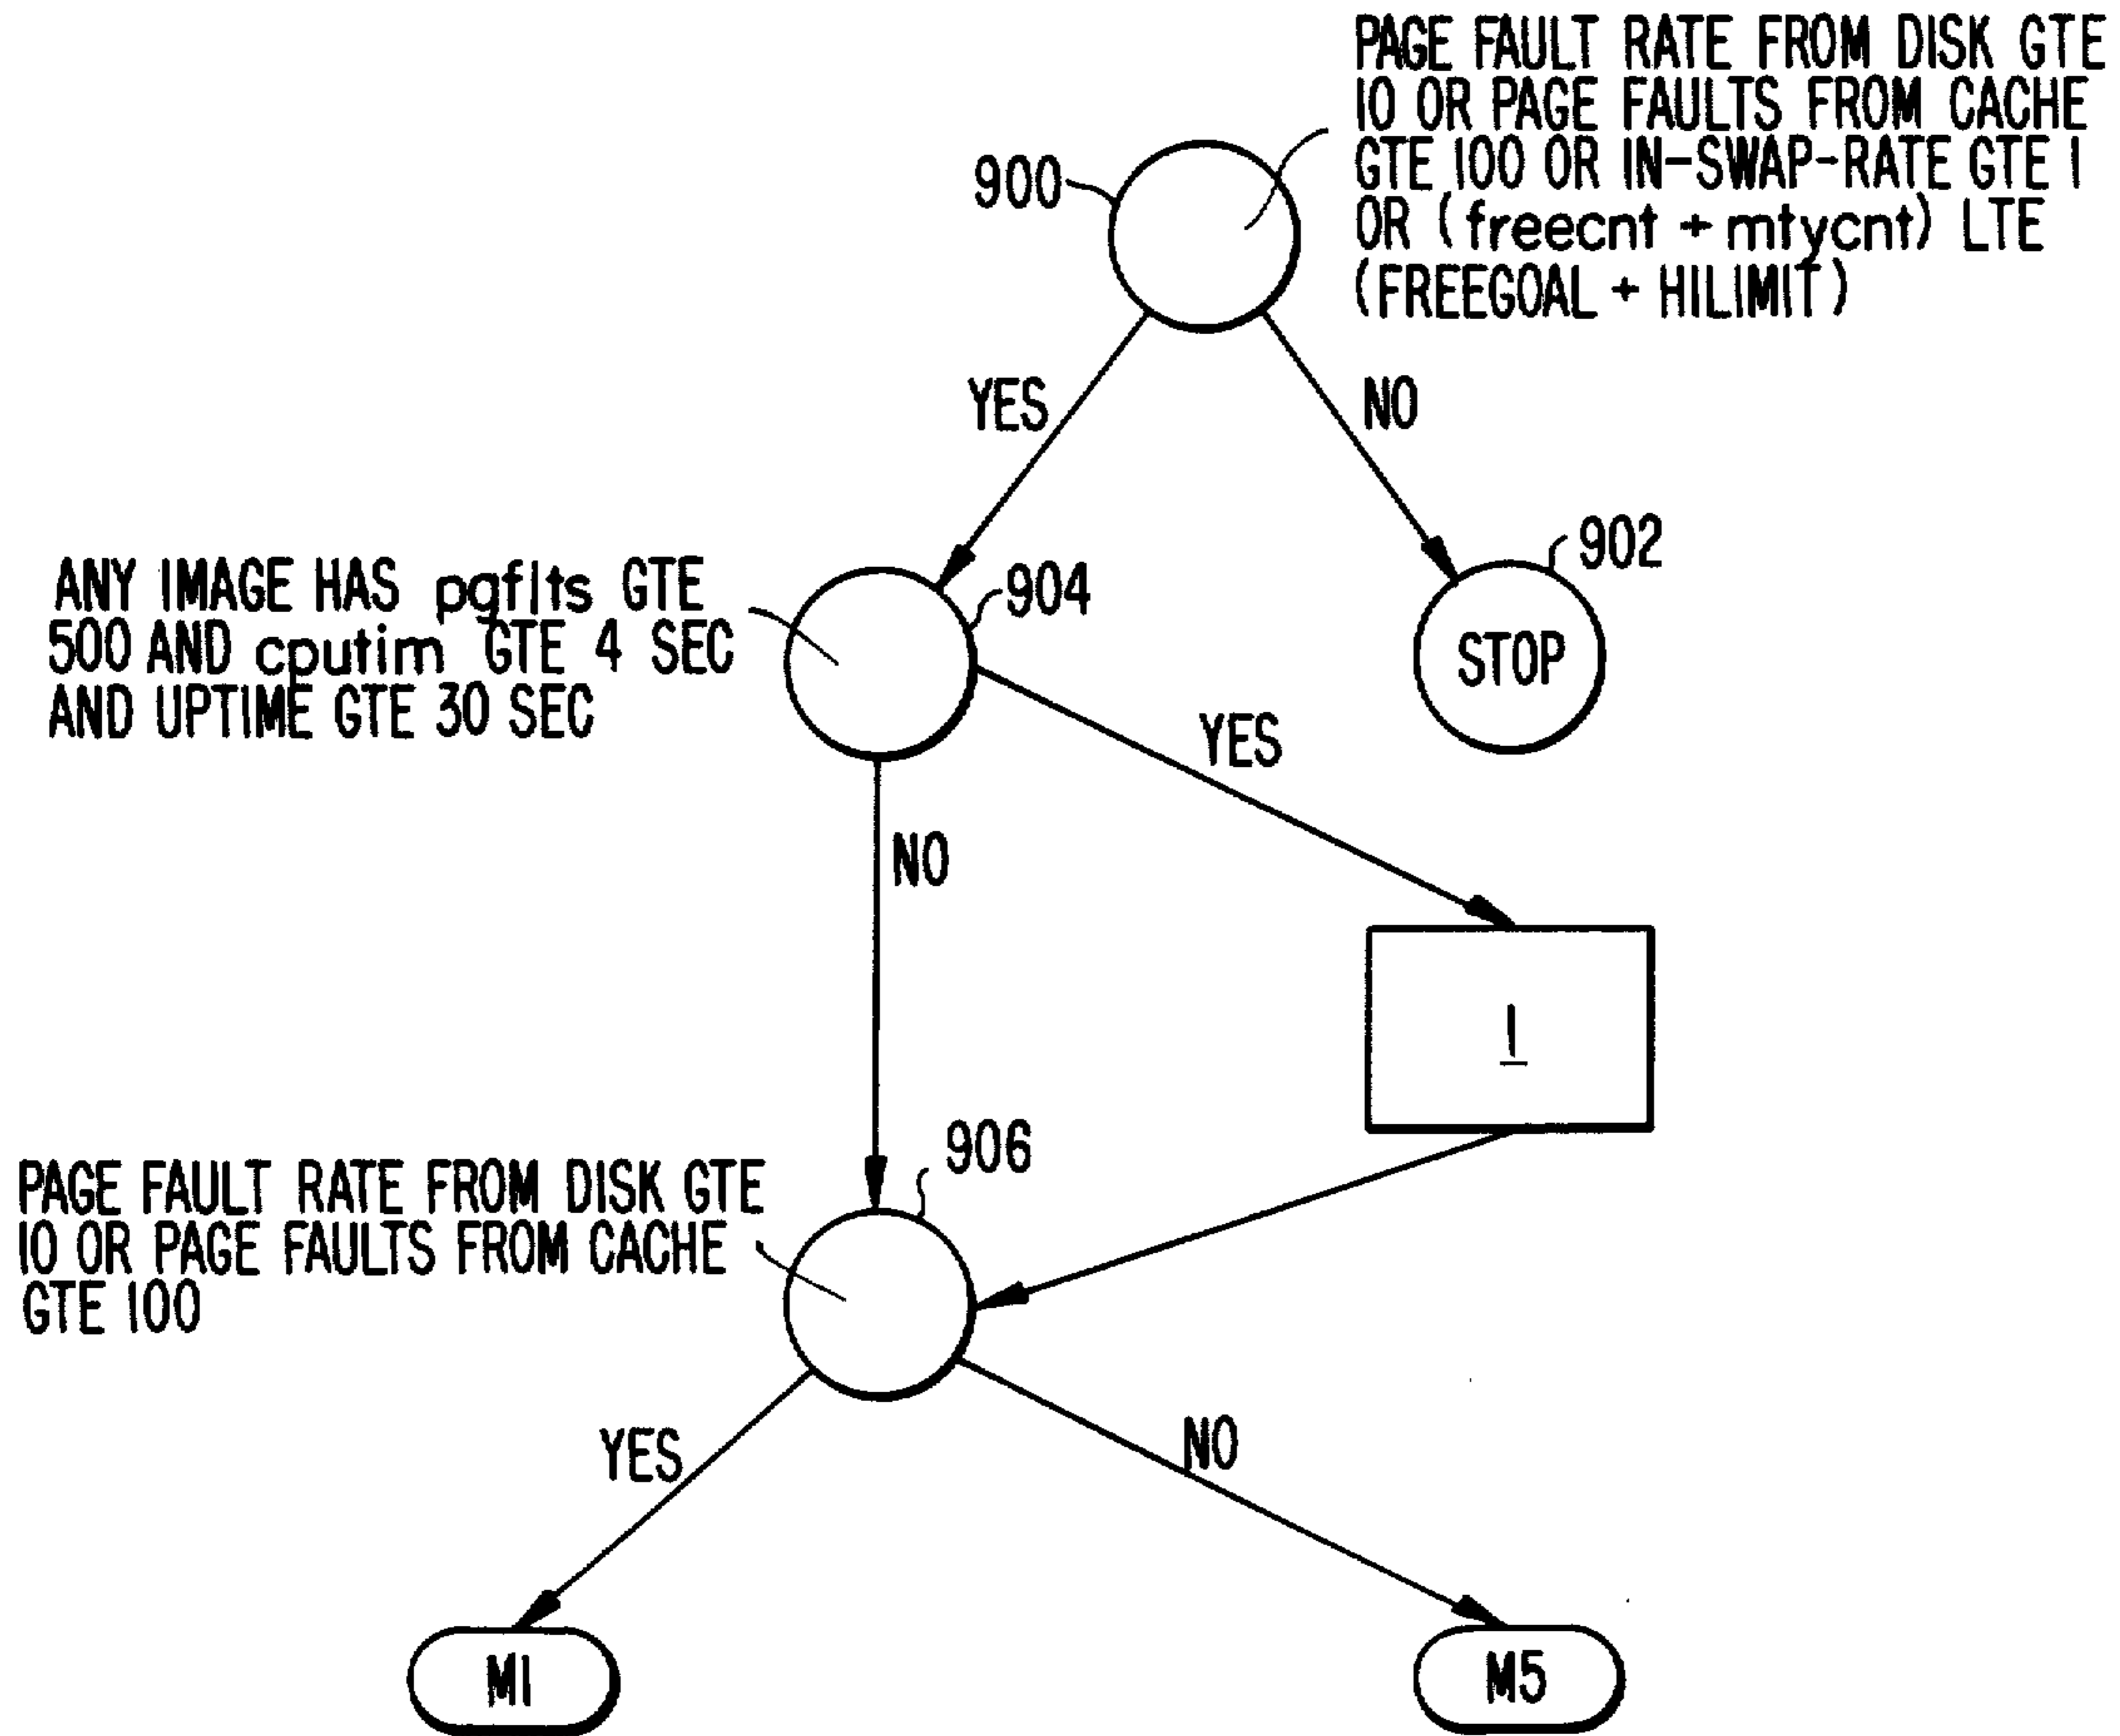 PAGE FAULT RATE FROM DISK GTE
10 OR PAGE FAULTS FROM CACHE
GTE 100 OR IN-SWAP-RATE GTE 1
OR (freecnt + mtycnt) LTE
(FREEGOAL + HILIMIT)
900
YES
NO
902
STOP
ANY IMAGE HAS pgflts GTE
500 AND cputim GTE 4 SEC
AND UPTIME GTE 30 SEC
904
YES
NO
1
906
PAGE FAULT RATE FROM DISK GTE
10 OR PAGE FAULTS FROM CACHE
GTE 100
YES
NO
M1
M5